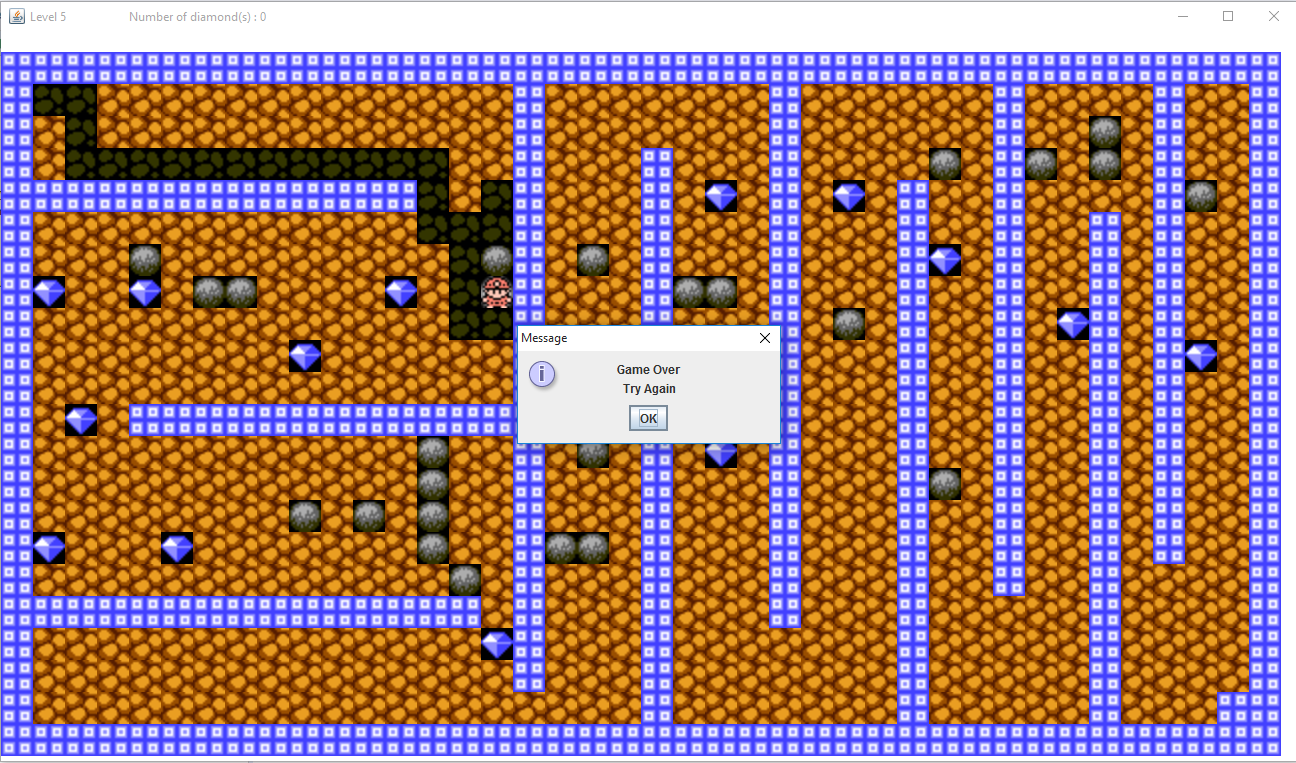 Level 5
Number of diamond(s) : 0
Message
Game Over
Try Again
OK